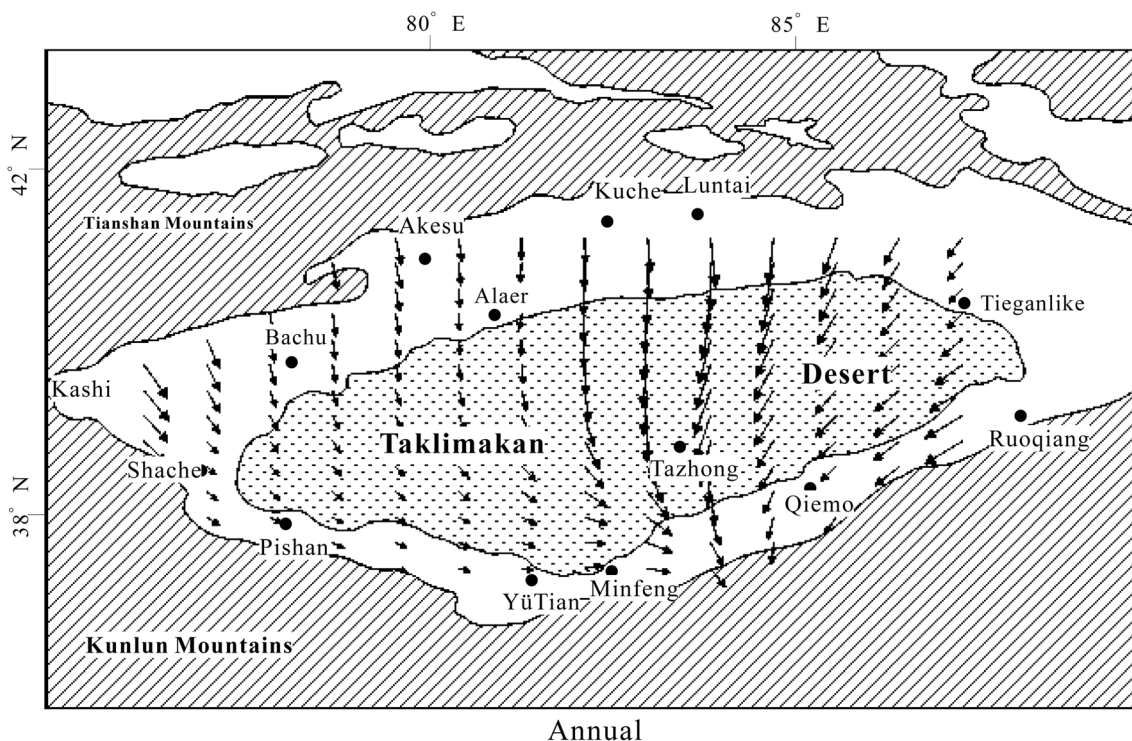 80° E
85° E
42° N
Kuche
Luntai
Tianshan Mountains
Akesu
Alaer
Tieganlike
Bachu
Kashi
Desert
Taklimakan
Ruoqiang
Shache
Tazhong
Qiemo
38° N
Pishan
YüTian
Minfeng
Kunlun Mountains
Annual